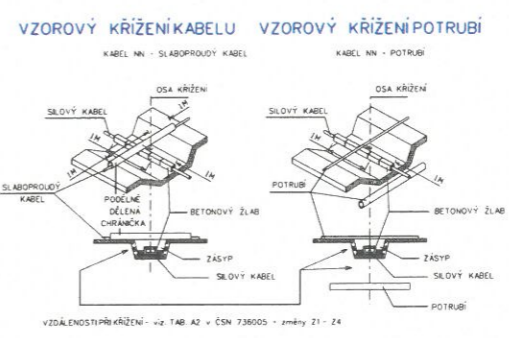 VZOROVÝ KŘÍŽENÍ KABELU
KABEL NN - SLABOPROUDÝ KABEL
OSA KŘÍŽENÍ
SILOVÝ KABEL
1M
1M
1M
1M
SLABOPROUDÝ KABEL
PODÉLNĚ
DĚLENÁ
CHRÁNIČKA
BETONOVÝ ŽLAB
ZÁSYP
SILOVÝ KABEL
VZOROVÝ KŘÍŽENÍ POTRUBÍ
KABEL NN - POTRUBÍ
OSA KŘÍŽENÍ
SILOVÝ KABEL
1M
1M
POTRUBÍ
BETONOVÝ ŽLAB
ZÁSYP
SILOVÝ KABEL
POTRUBÍ
VZDÁLENOSTI PŘI KŘÍŽENÍ - viz. TAB. A2 v ČSN 736005 - změny Z1 - Z4